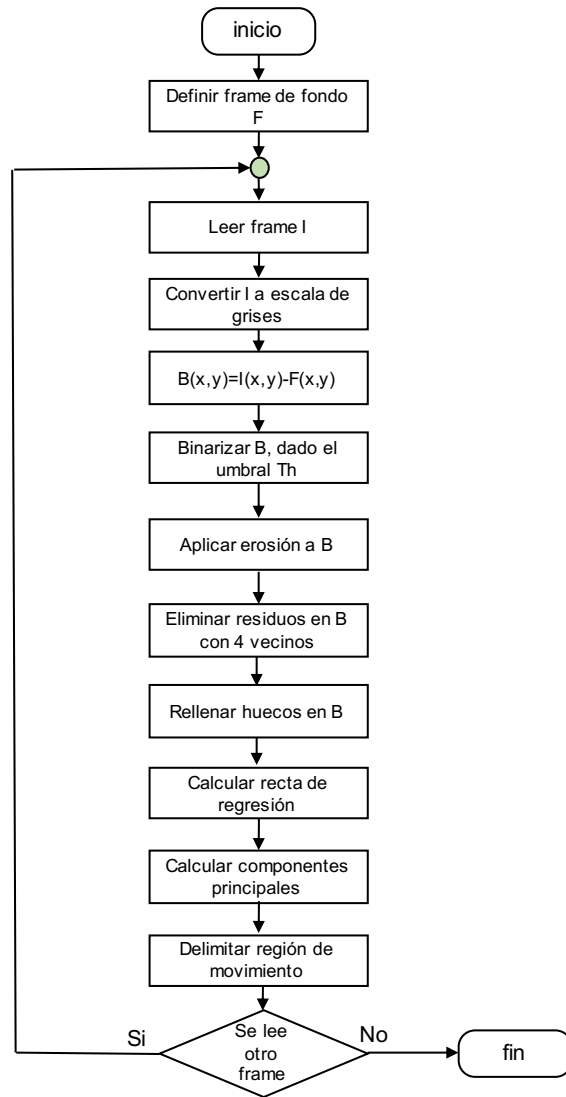 inicio
Definir frame de fondo
F
Leer frame I
Convertir I a escala de
grises
B(x,y)=I(x,y)-F(x,y)
Binarizar B, dado el
umbral Th
Aplicar erosión a B
Eliminar residuos en B
con 4 vecinos
Rellenar huecos en B
Calcular recta de
regresión
Calcular componentes
principales
Delimitar región de
movimiento
Si
Se lee
otro
frame
No
fin